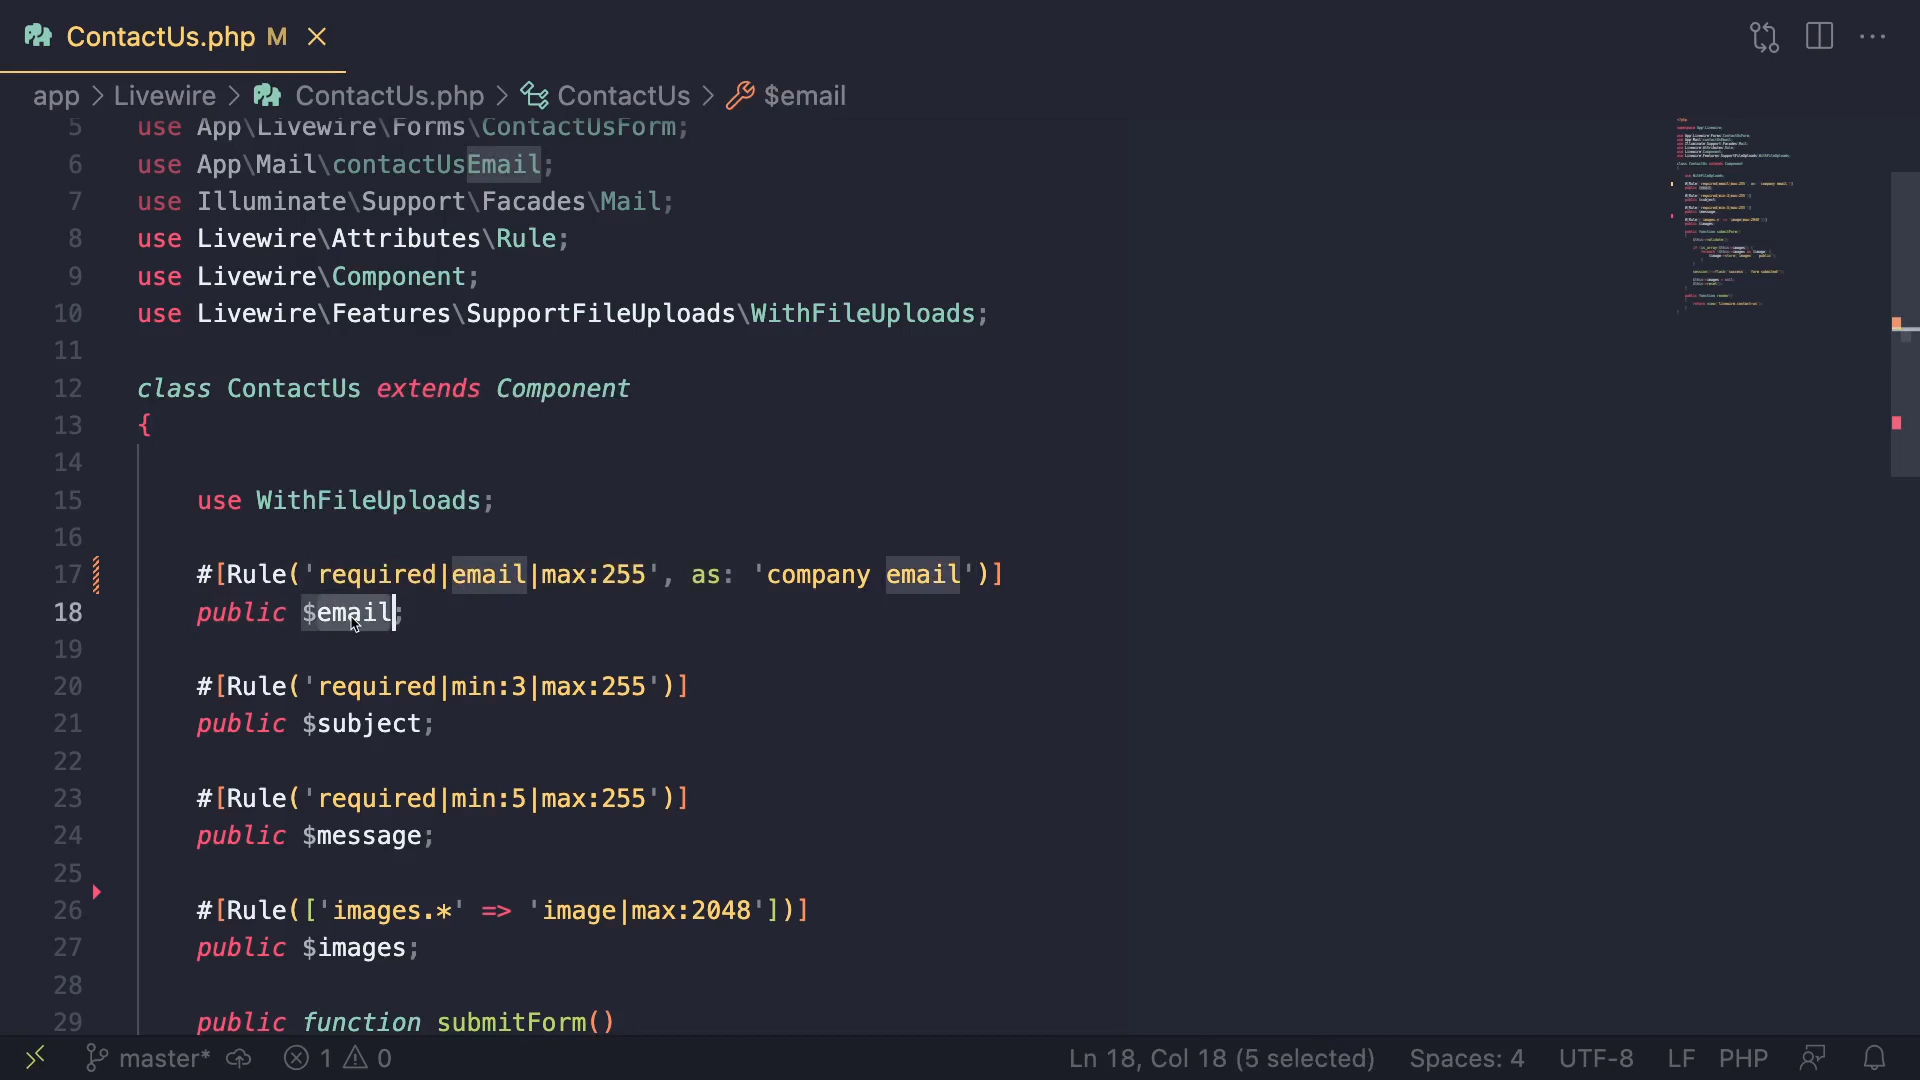 ContactUs.php M
app > Livewire > ContactUs.php > ContactUs > $email
5 use App\Livewire\Forms\ContactUsForm;
6 use App\Mail\contactUsEmail;
7 use Illuminate\Support\Facades\Mail;
8 use Livewire\Attributes\Rule;
9 use Livewire\Component;
10 use Livewire\Features\SupportFileUploads\WithFileUploads;
11
12 class ContactUs extends Component
13 {
14
15 use WithFileUploads;
16
17 #[Rule('required|email|max:255', as: 'company email')]
18 public $email;
19
20 #[Rule('required|min:3|max:255')]
21 public $subject;
22
23 #[Rule('required|min:5|max:255')]
24 public $message;
25
26 #[Rule(['images.*' => 'image|max:2048'])]
27 public $images;
28
29 public function submitForm()
master* 1 0 Ln 18, Col 18 (5 selected) Spaces: 4 UTF-8 LF PHP